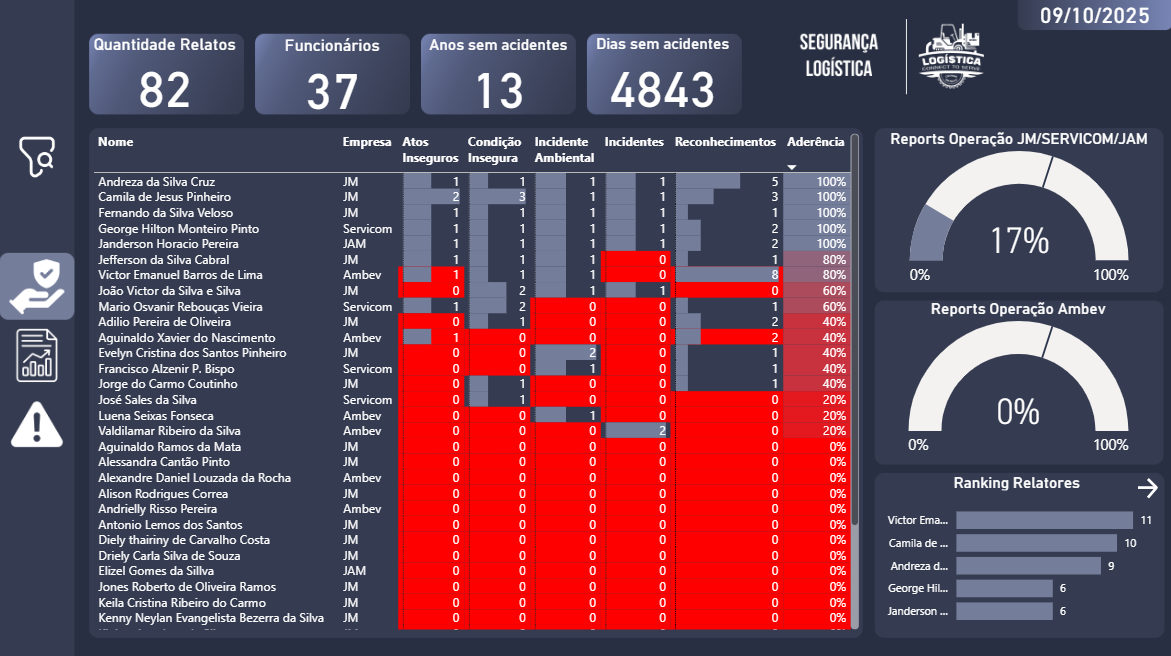 09/10/2025
Quantidade Relatos
82
Funcionários
37
Anos sem acidentes
13
Dias sem acidentes
4843
SEGURANÇA
LOGÍSTICA
LOGÍSTICA
CONNECT TO SERVE
Nome Empresa Atos Inseguros Condição Insegura Incidente Ambiental Incidentes Reconhecimentos Aderência
Andreza da Silva Cruz JM 1 1 1 1 5 100%
Camila de Jesus Pinheiro JM 2 3 1 1 3 100%
Fernando da Silva Veloso JM 1 1 1 1 1 100%
George Hilton Monteiro Pinto Servicom 1 1 1 1 2 100%
Janderson Horacio Pereira JAM 1 1 1 1 2 100%
Jefferson da Silva Cabral JM 1 1 1 0 1 80%
Victor Emanuel Barros de Lima Ambev 1 1 1 0 8 80%
João Victor da Silva e Silva JM 0 2 1 1 0 60%
Mario Osvanir Rebouças Vieira Servicom 1 2 0 0 1 60%
Adilio Pereira de Oliveira JM 0 1 0 0 2 40%
Aguinaldo Xavier do Nascimento Ambev 1 0 0 0 2 40%
Evelyn Cristina dos Santos Pinheiro JM 0 0 2 0 1 40%
Francisco Alzenir P. Bispo Servicom 0 0 1 0 1 40%
Jorge do Carmo Coutinho JM 0 1 0 0 1 40%
José Sales da Silva Servicom 0 1 0 0 0 20%
Luena Seixas Fonseca Ambev 0 0 1 0 0 20%
Valdilamar Ribeiro da Silva Ambev 0 0 0 2 0 20%
Aguinaldo Ramos da Mata JM 0 0 0 0 0 0%
Alessandra Cantão Pinto JM 0 0 0 0 0 0%
Alexandre Daniel Louzada da Rocha Ambev 0 0 0 0 0 0%
Alison Rodrigues Correa JM 0 0 0 0 0 0%
Andrielly Risso Pereira Ambev 0 0 0 0 0 0%
Antonio Lemos dos Santos JM 0 0 0 0 0 0%
Diely thairiny de Carvalho Costa JM 0 0 0 0 0 0%
Driely Carla Silva de Souza JM 0 0 0 0 0 0%
Elizel Gomes da Sillva JAM 0 0 0 0 0 0%
Jones Roberto de Oliveira Ramos JM 0 0 0 0 0 0%
Keila Cristina Ribeiro do Carmo JM 0 0 0 0 0 0%
Kenny Neylan Evangelista Bezerra da Silva JM 0 0 0 0 0 0%
Reports Operação JM/SERVICOM/JAM
17%
0% 100%
Reports Operação Ambev
0%
0% 100%
Ranking Relatores
Victor Ema... 11
Camila de ... 10
Andreza d... 9
George Hil... 6
Janderson ... 6